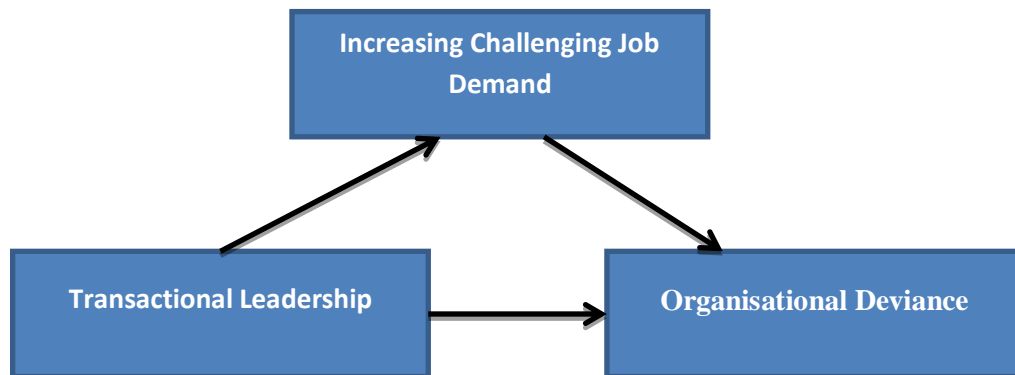 Increasing Challenging Job
Demand
Transactional Leadership
Organisational Deviance